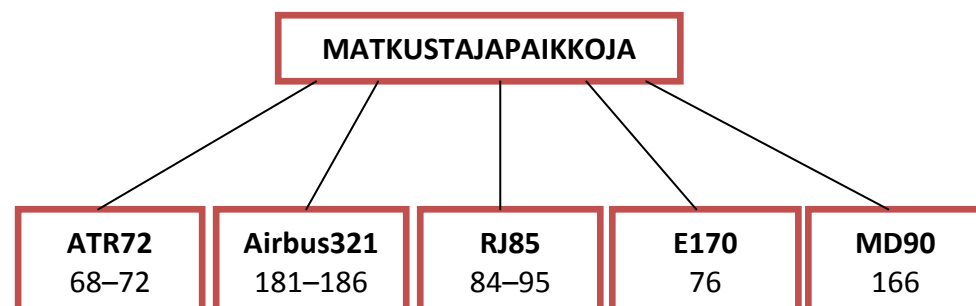 MATKUSTAJAPAIKKOJA
ATR72
68–72
Airbus321
181–186
RJ85
84–95
E170
76
MD90
166